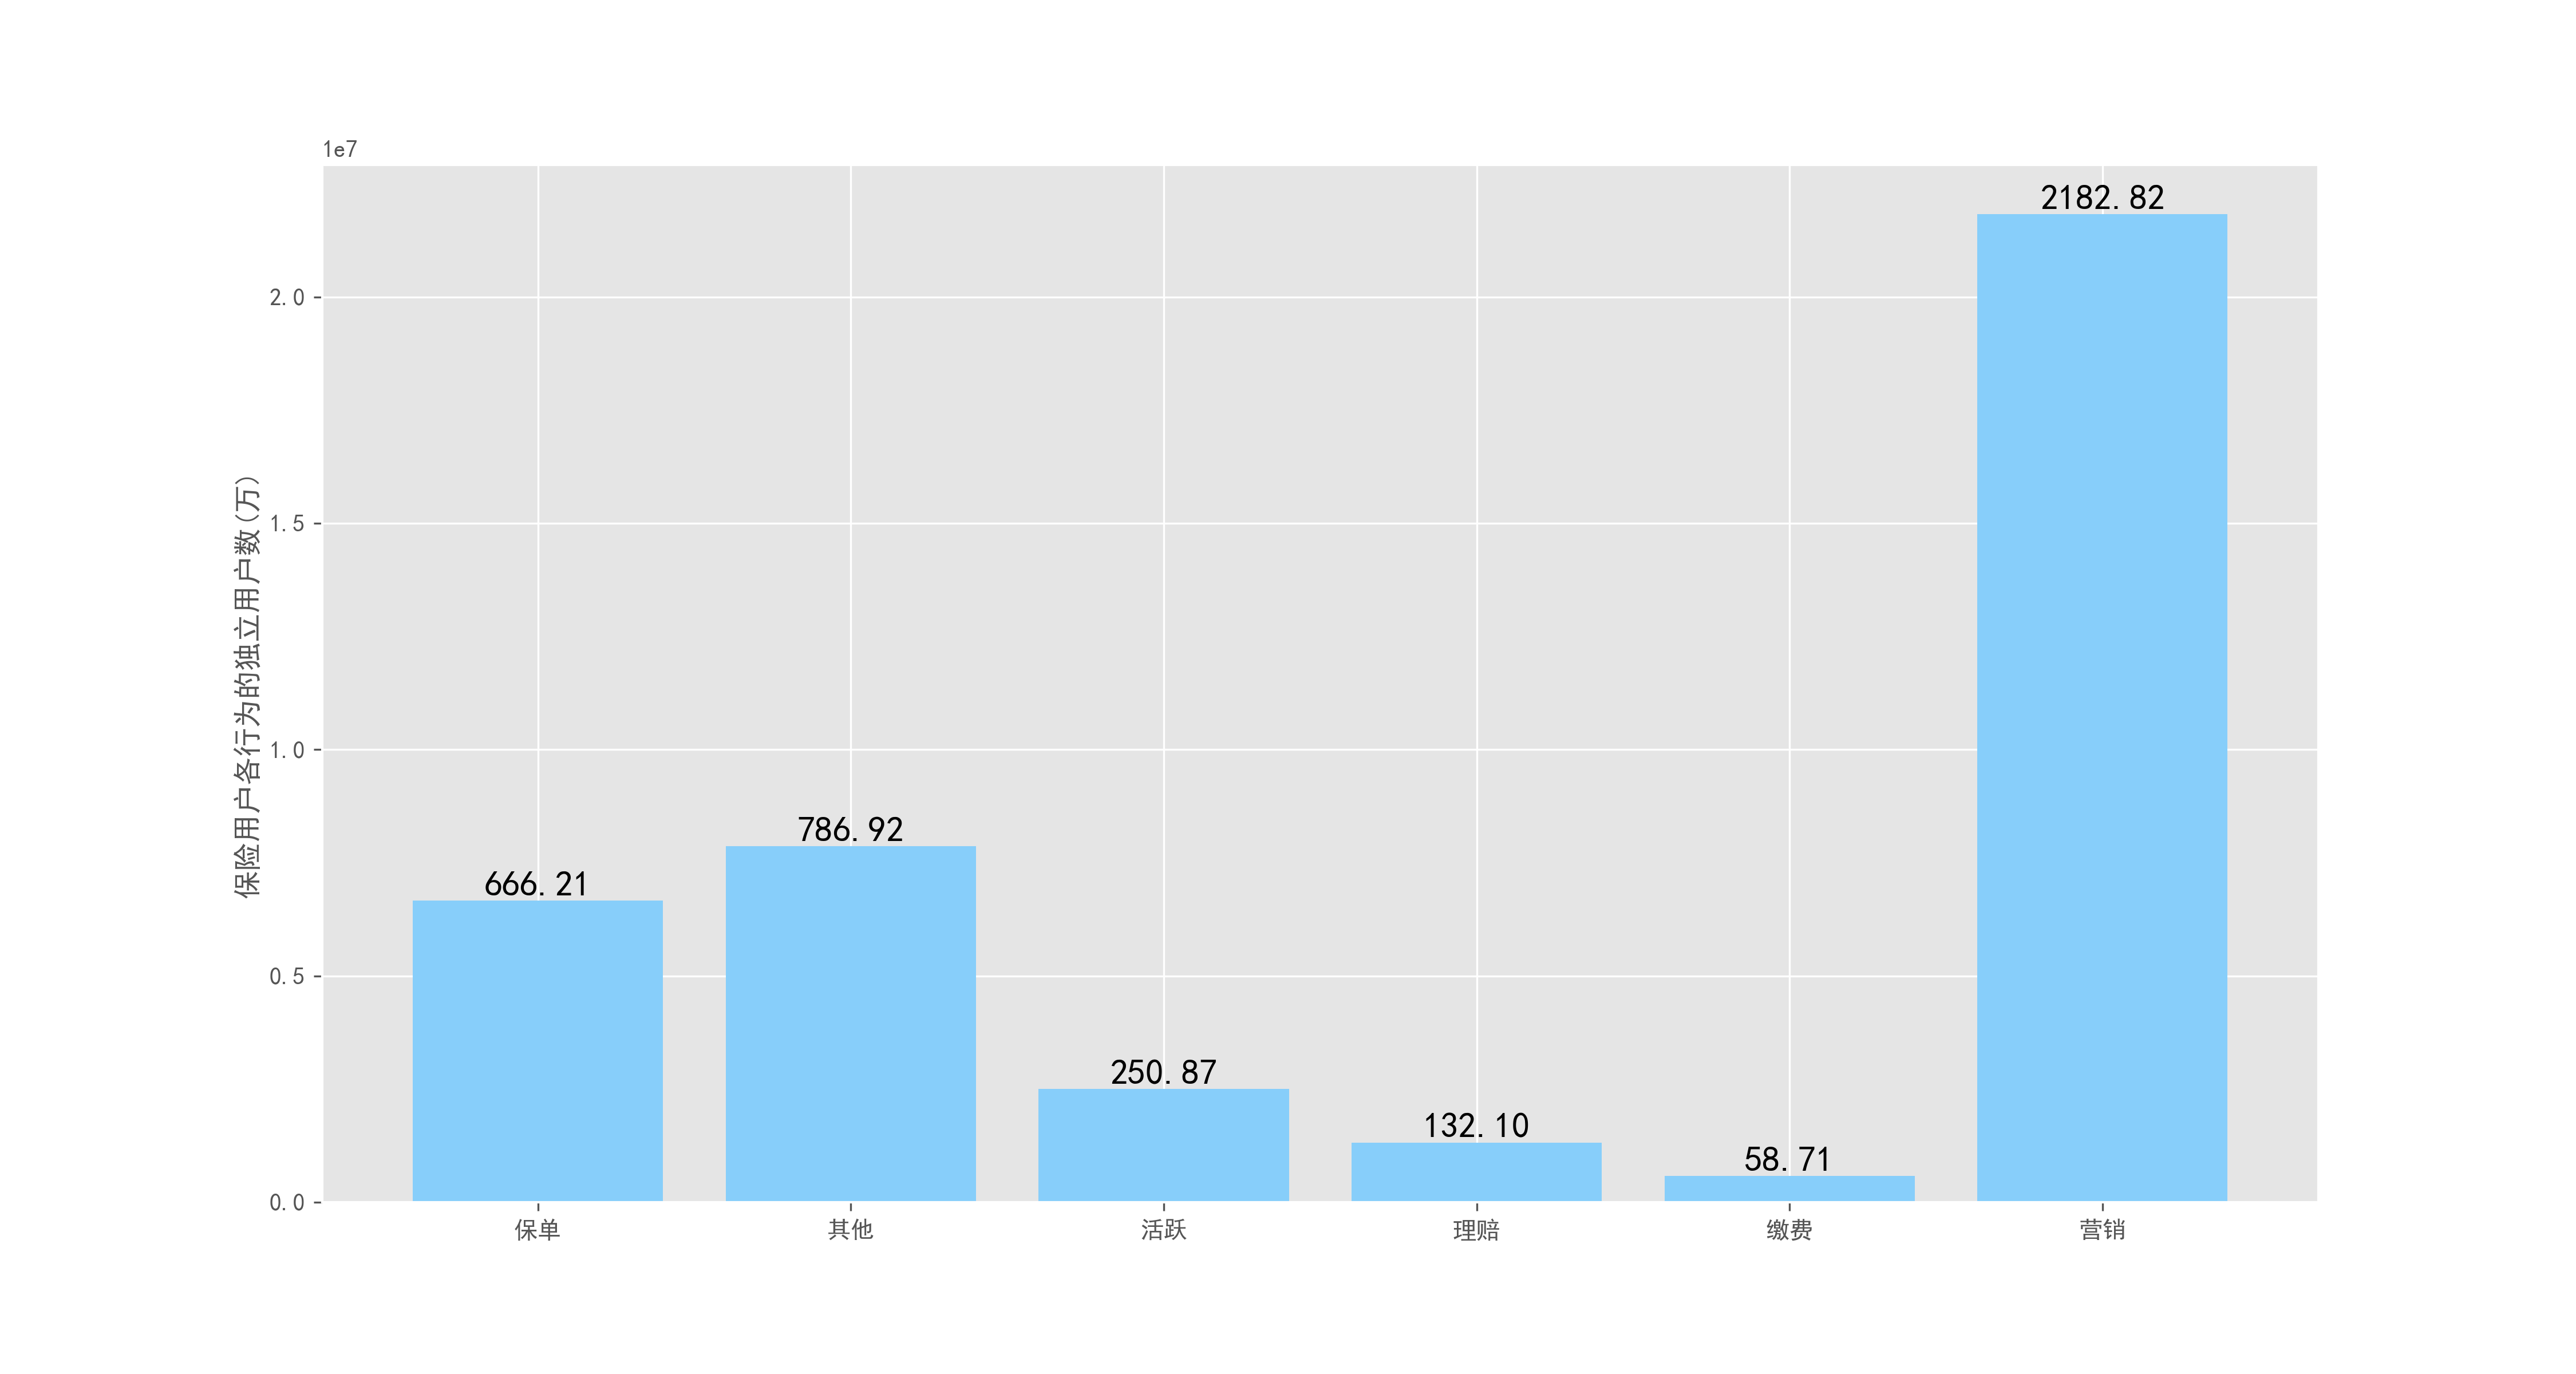 1e7
2.0
1.5
1.0
0.5
0.0
保险用户各行为的独立用户数(万)
666.21
786.92
250.87
132.10
58.71
2182.82
保单
其他
活跃
理赔
缴费
营销